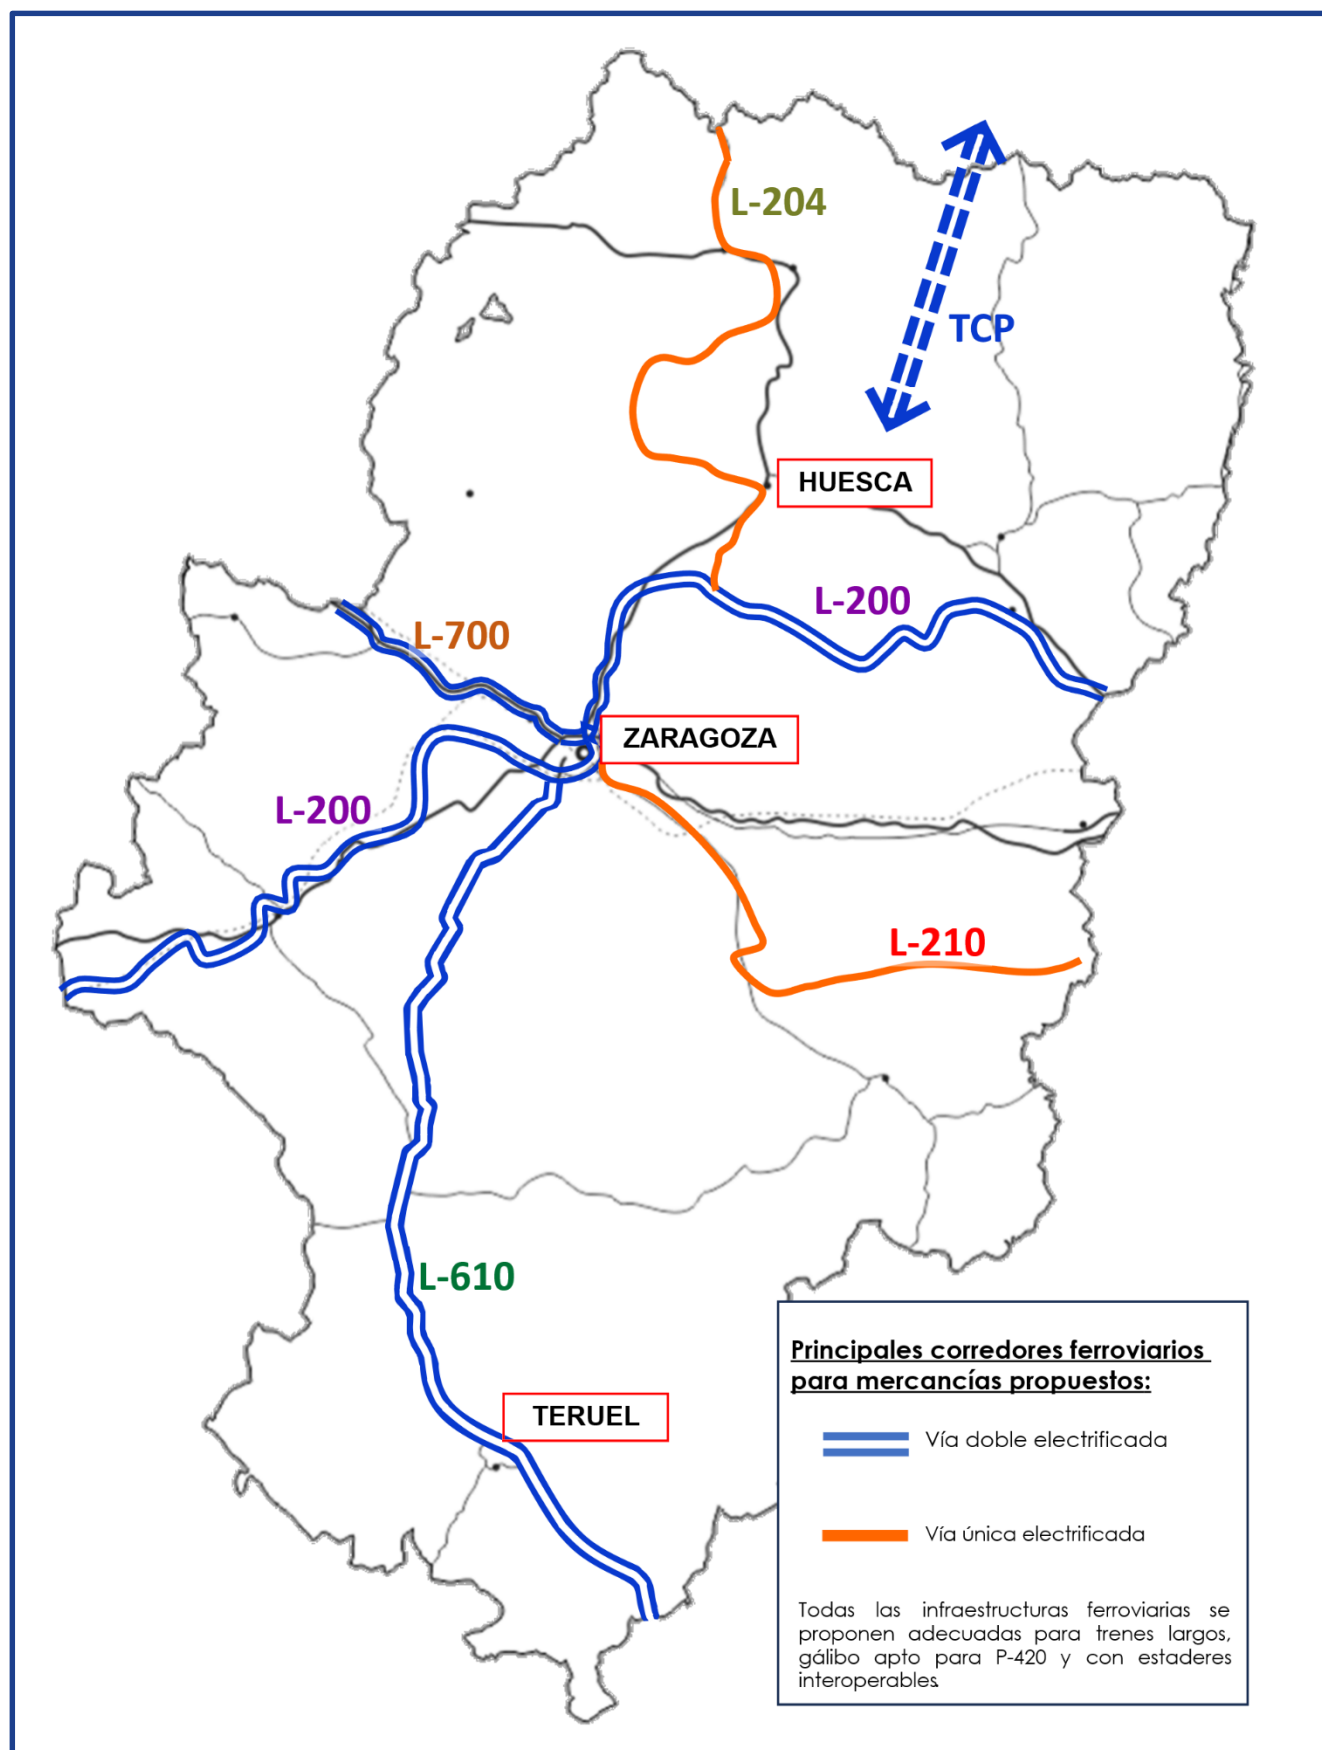 L-204
TCP
HUESCA
L-200
L-700
ZARAGOZA
L-200
L-210
L-610
TERUEL
Principales corredores ferroviarios
para mercancías propuestos:
Vía doble electrificada
Vía única electrificada
Todas las infraestructuras ferroviarias se
proponen adecuadas para trenes largos,
gálibo apto para P-420 y con estaderes
interoperables.